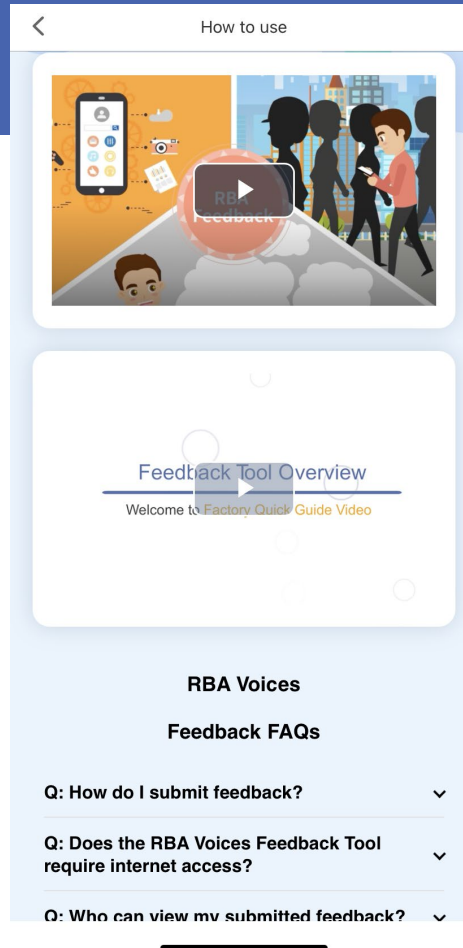 How to use
RBA
Feedback
Feedback Tool Overview
Welcome to Factory Quick Guide Video
RBA Voices
Feedback FAQs
Q: How do I submit feedback?
Q: Does the RBA Voices Feedback Tool
require internet access?
Q: Who can view my submitted feedback?